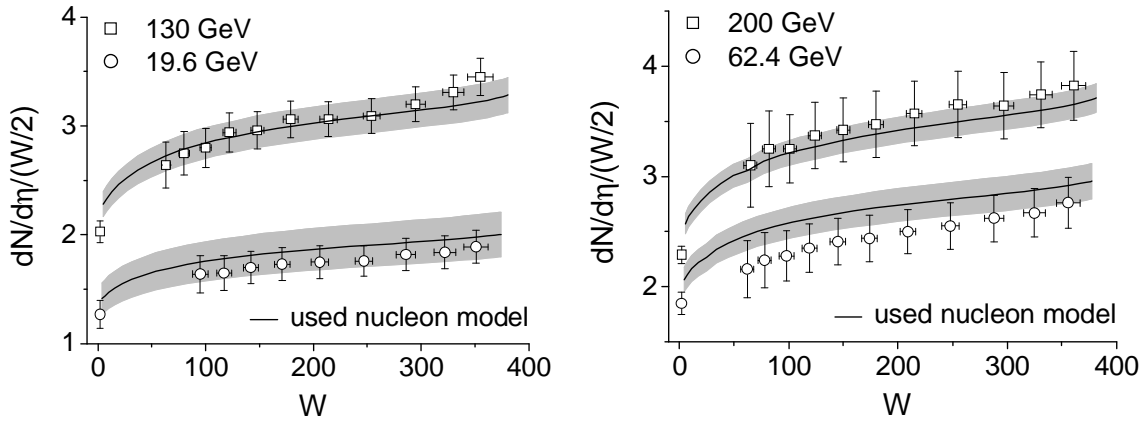 4
3
2
1
0
100
200
300
400
dN/dη/(W/2)
W
130 GeV
19.6 GeV
— used nucleon model
4
3
2
0
100
200
300
400
dN/dη/(W/2)
W
200 GeV
62.4 GeV
— used nucleon model